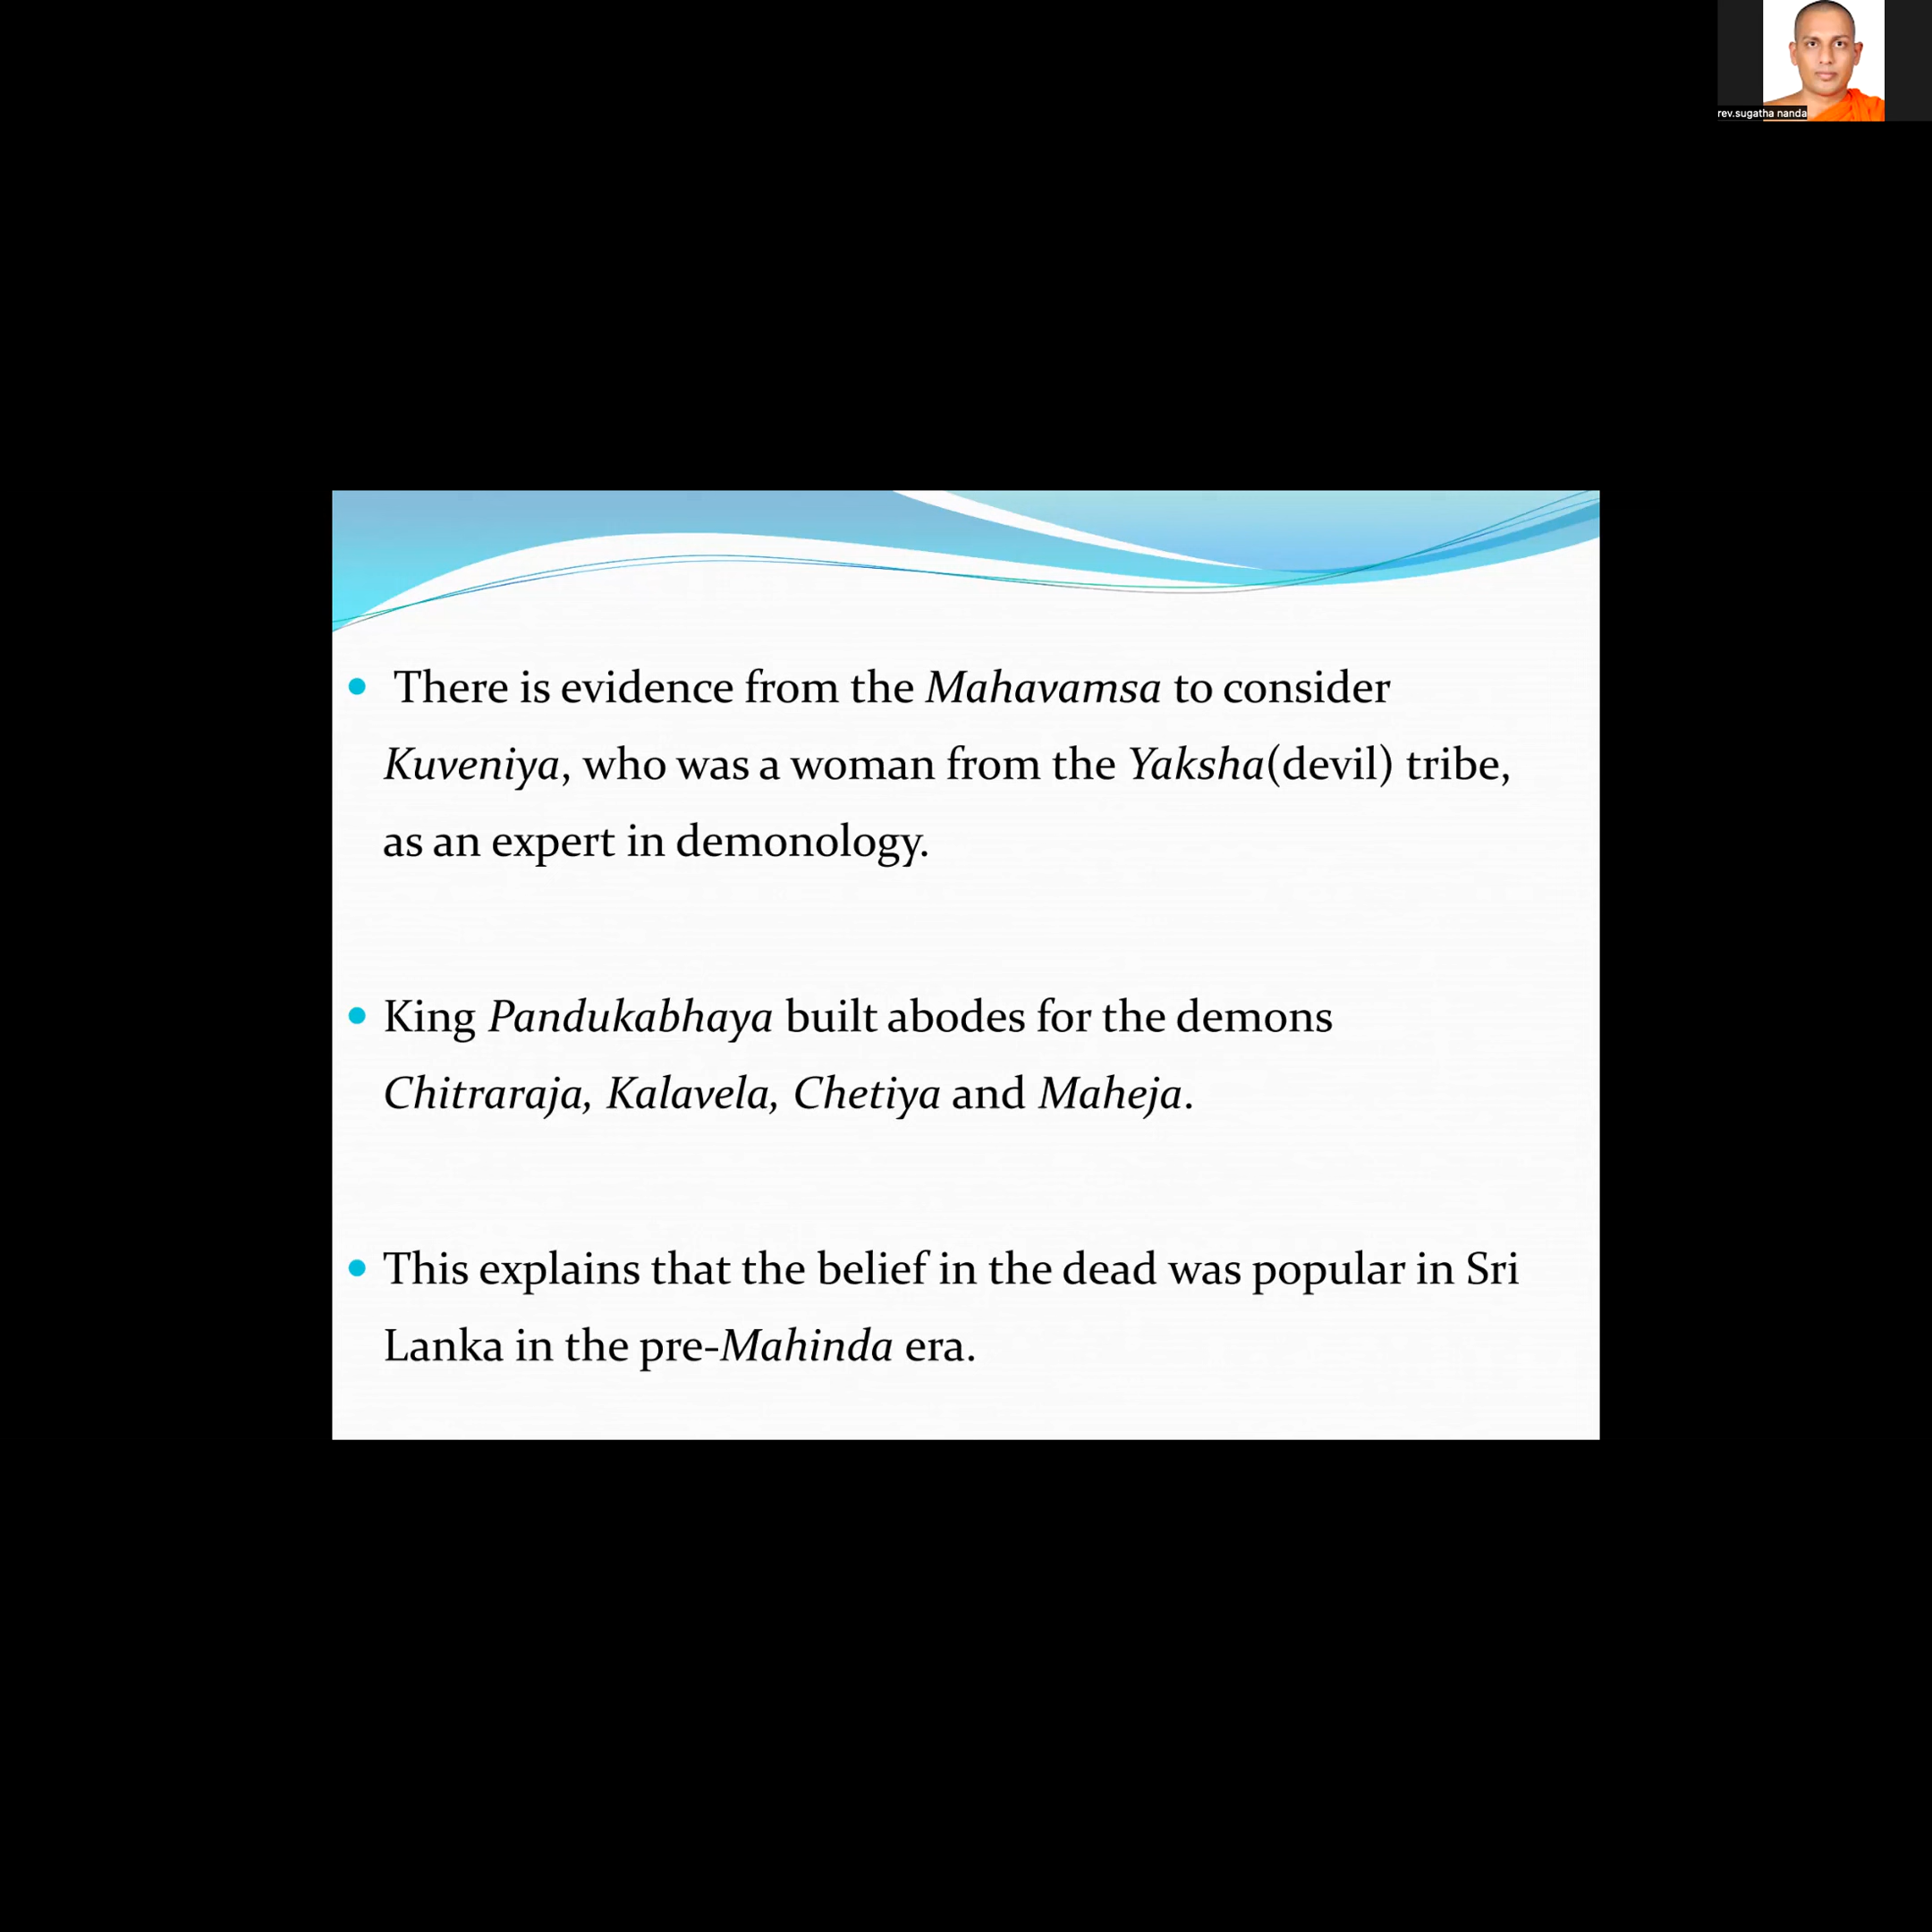 rev.sugatha nanda
• There is evidence from the Mahavamsa to consider
Kuveniya, who was a woman from the Yaksha(devil) tribe,
as an expert in demonology.
• King Pandukabhaya built abodes for the demons
Chitraraja, Kalavela, Chetiya and Maheja.
• This explains that the belief in the dead was popular in Sri
Lanka in the pre-Mahinda era.